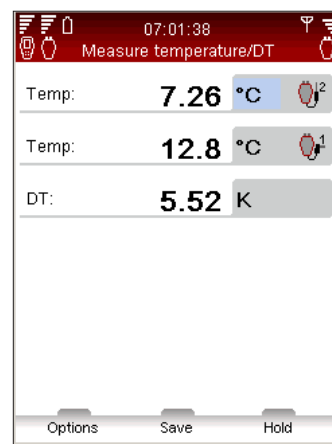 07:01:38
Measure temperature/DT
Temp: 7.26 °C 2
Temp: 12.8 °C 1
DT: 5.52 K
Options Save Hold